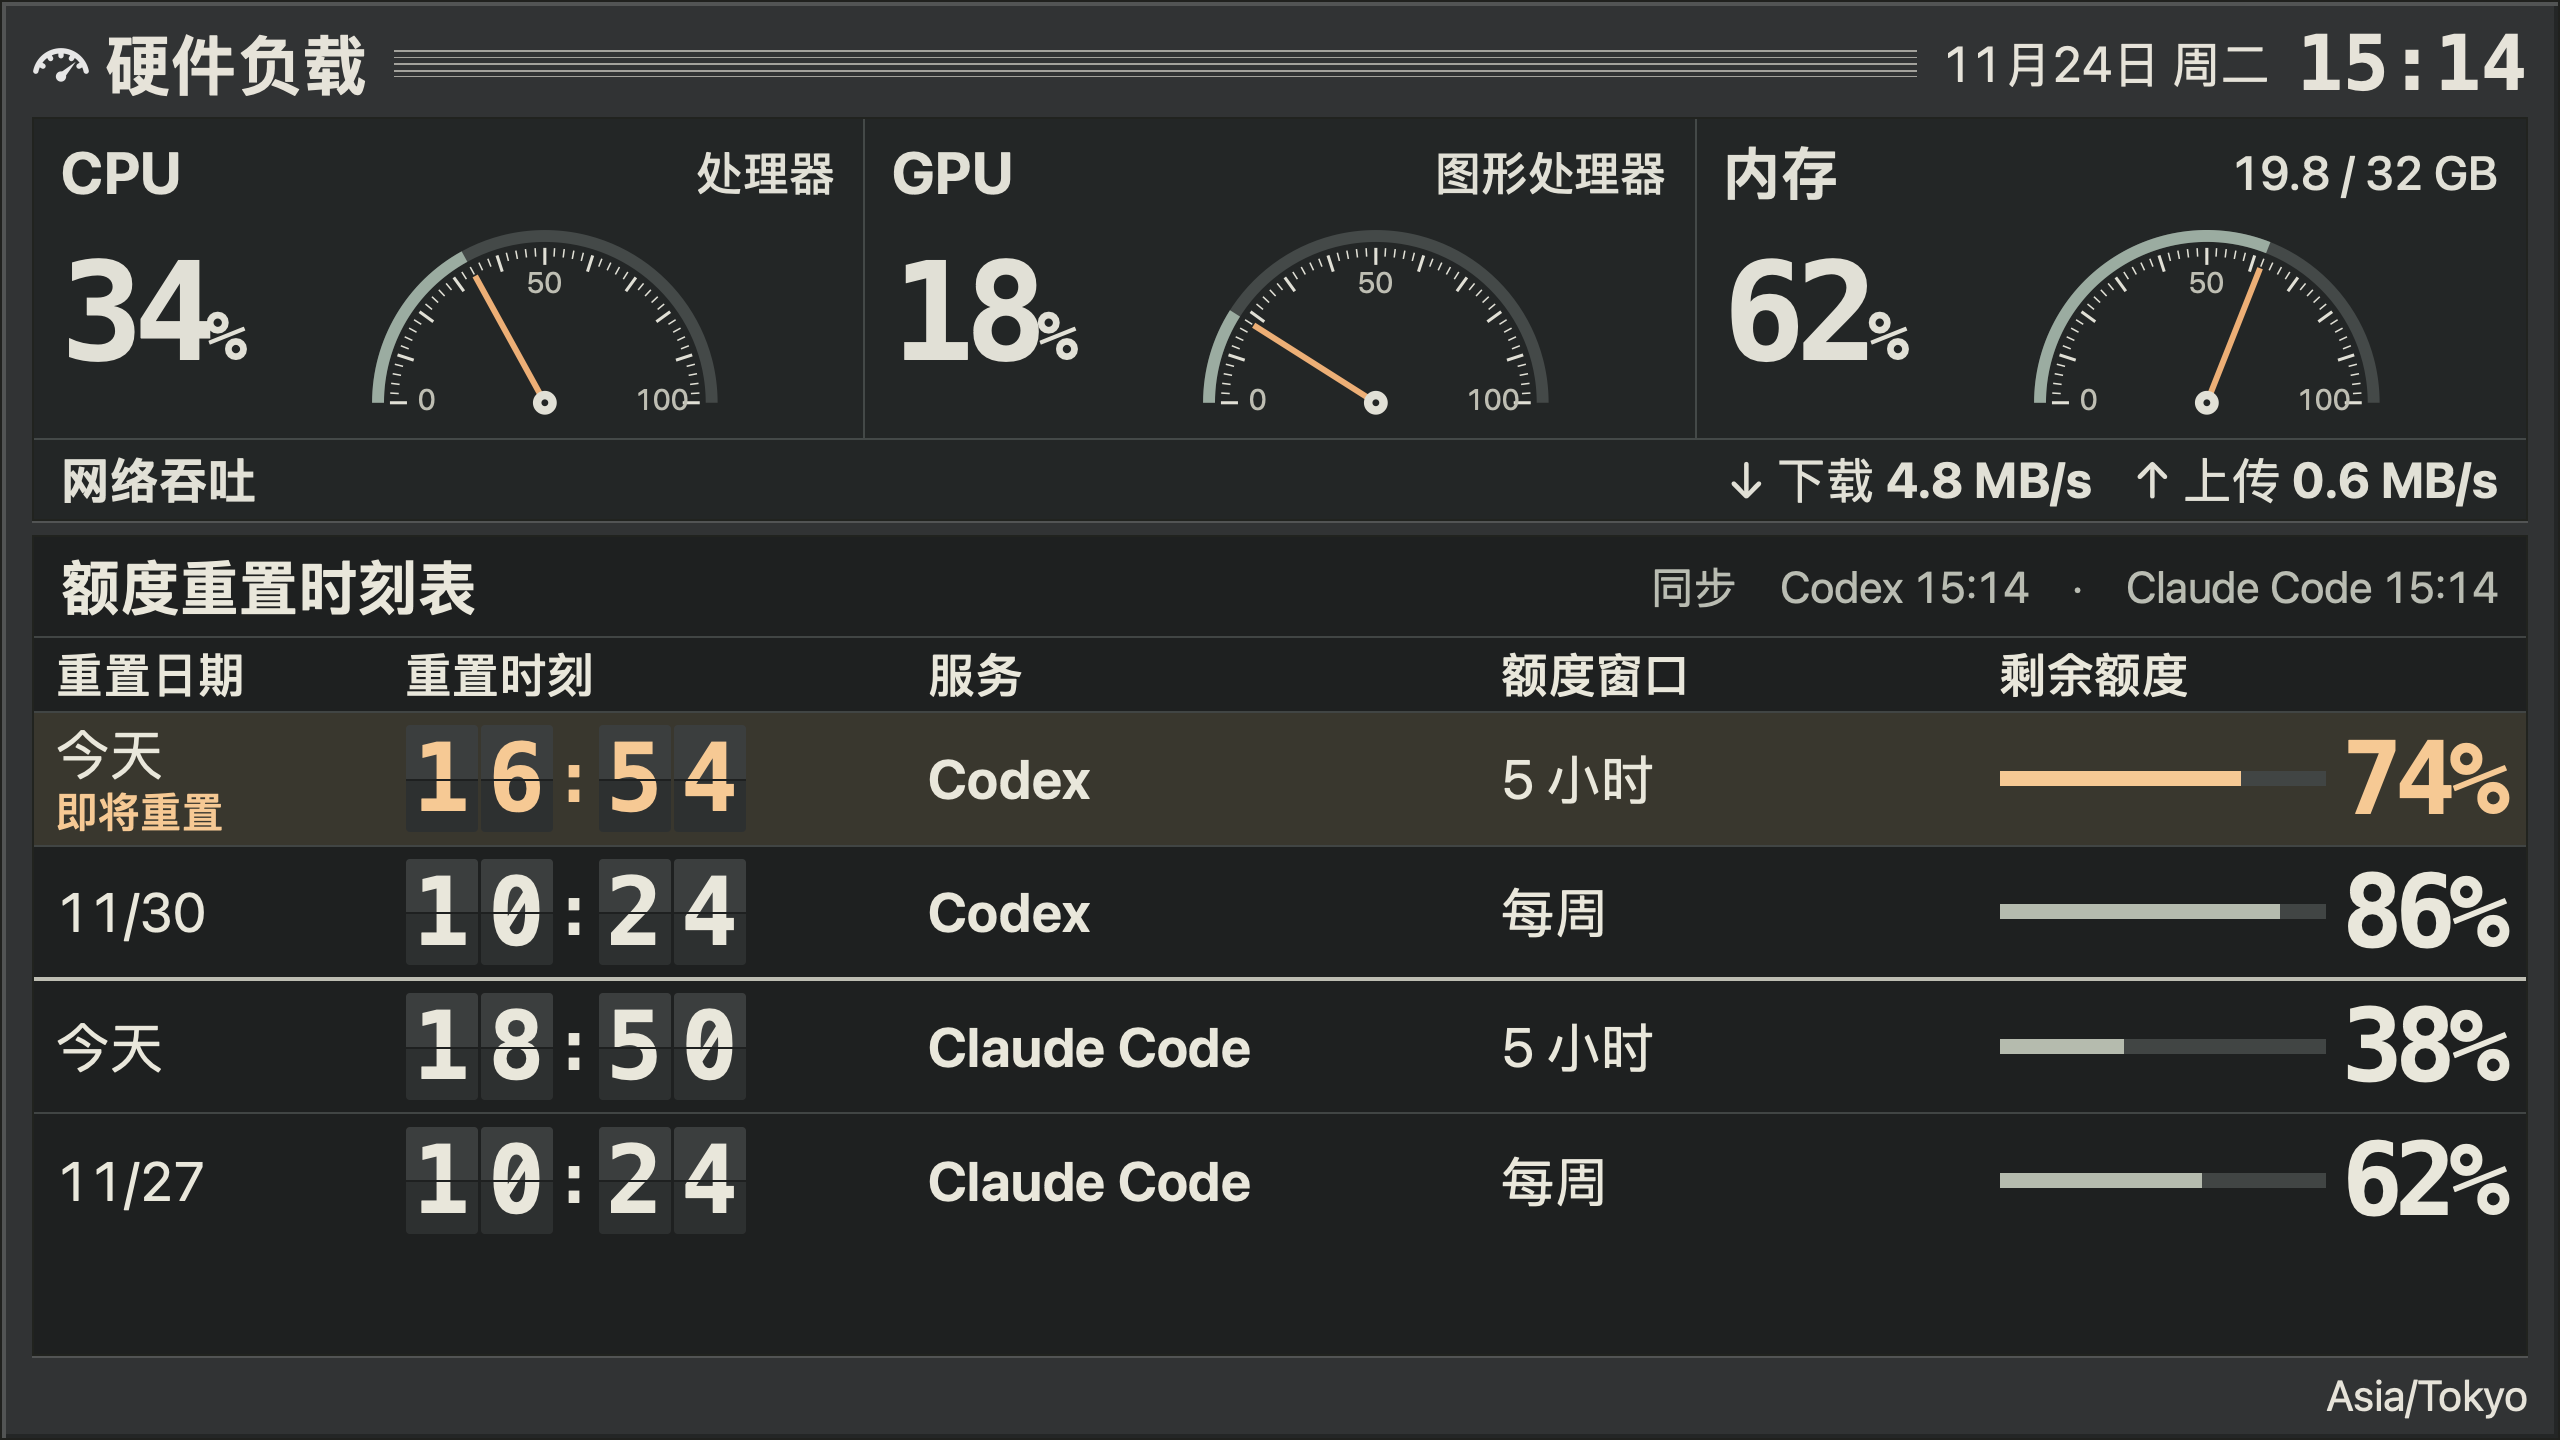 硬件负载 11月24日 周二 15:14
CPU 处理器
34%
0 50 100
GPU 图形处理器
18%
0 50 100
内存 19.8 / 32 GB
62%
0 50 100
网络吞吐 ↓ 下载 4.8 MB/s ↑ 上传 0.6 MB/s
额度重置时刻表 同步 Codex 15:14 · Claude Code 15:14
重置日期 重置时刻 服务 额度窗口 剩余额度
今天 16:54 Codex 5 小时 74%
即将重置
11/30 10:24 Codex 每周 86%
今天 18:50 Claude Code 5 小时 38%
11/27 10:24 Claude Code 每周 62%
Asia/Tokyo